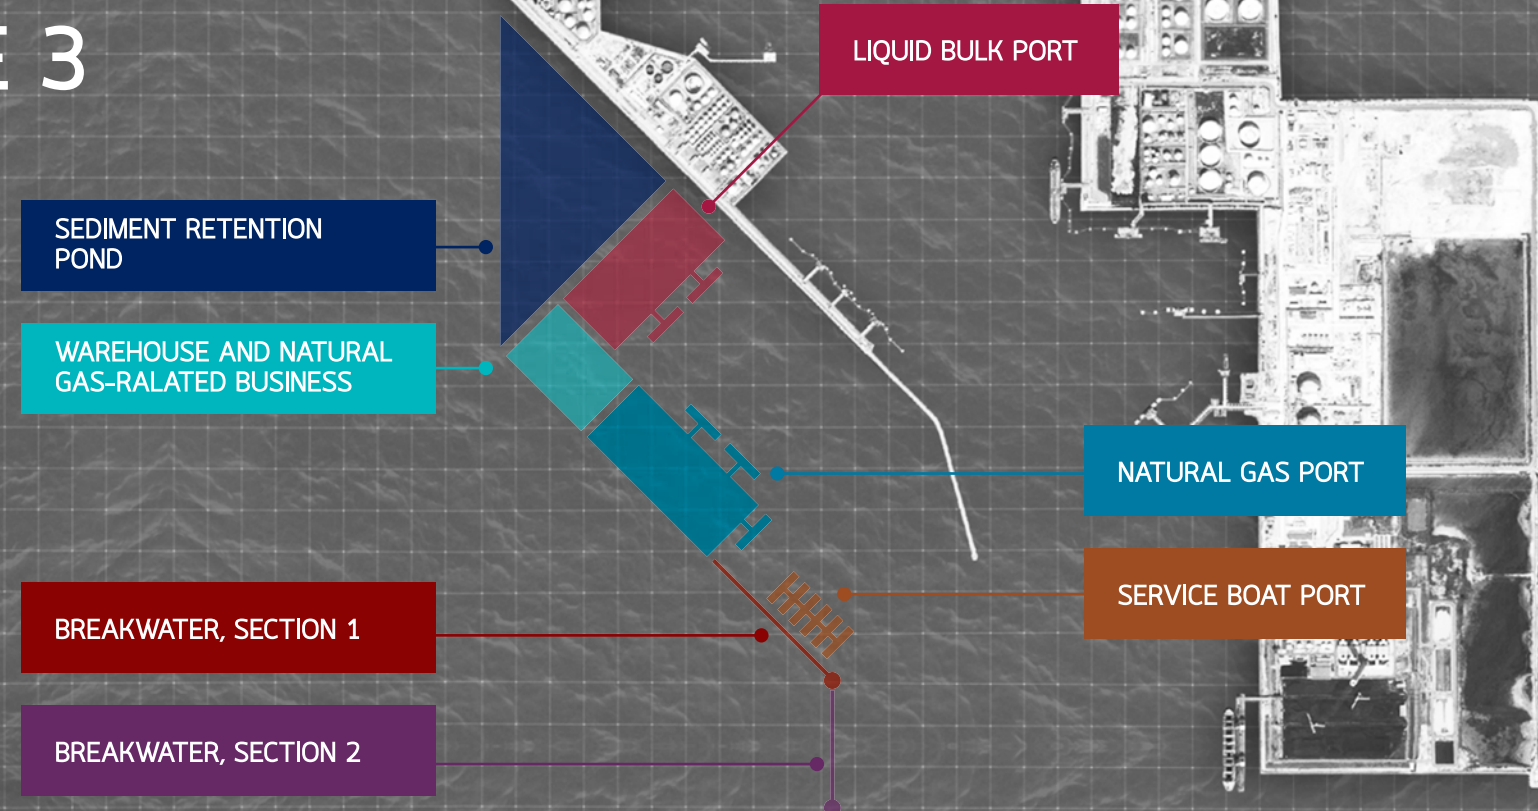 E 3
LIQUID BULK PORT
SEDIMENT RETENTION
POND
WAREHOUSE AND NATURAL
GAS-RALATED BUSINESS
NATURAL GAS PORT
SERVICE BOAT PORT
BREAKWATER, SECTION 1
BREAKWATER, SECTION 2